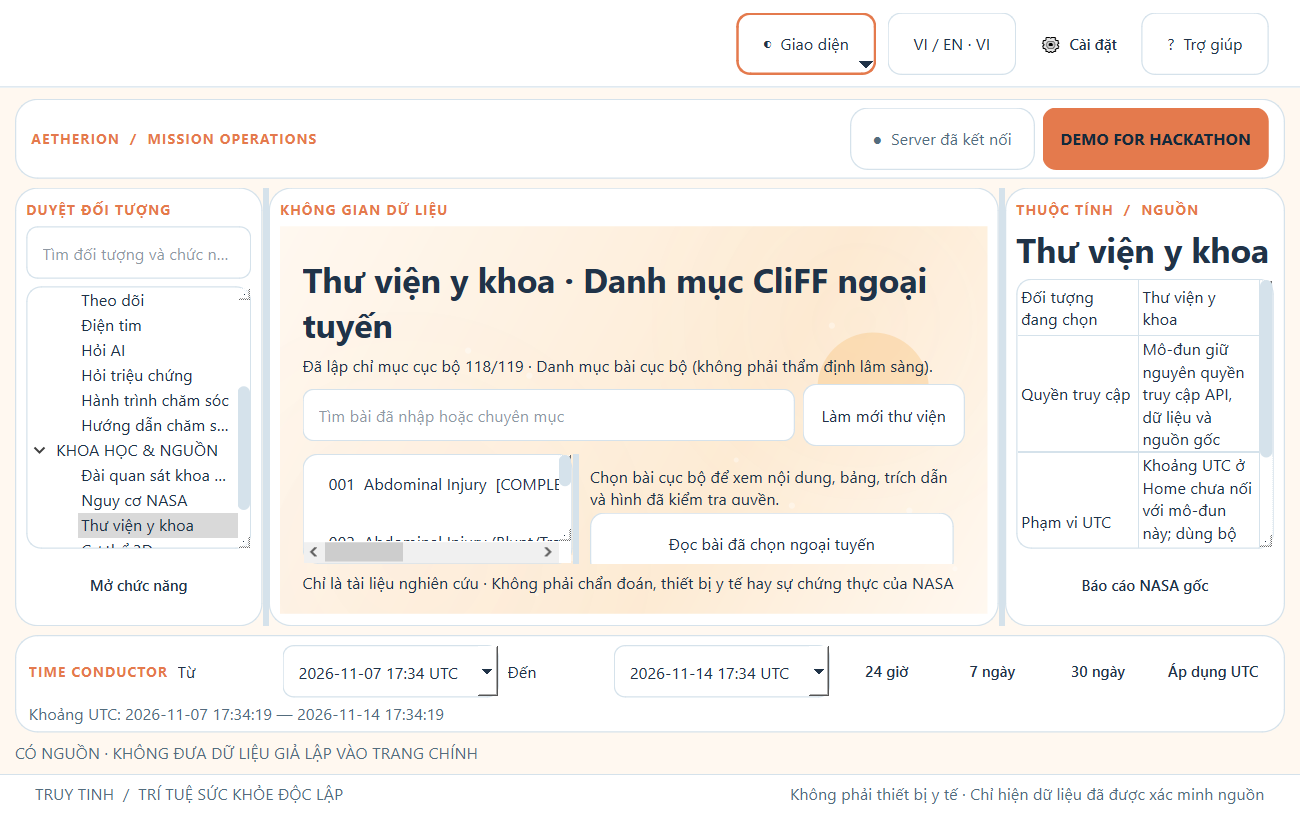 Giao diện
VI / EN · VI
Cài đặt
? Trợ giúp
AETHERION / MISSION OPERATIONS
Server đã kết nối
DEMO FOR HACKATHON
DUYỆT ĐỐI TƯỢNG
Tìm đối tượng và chức n...
Theo dõi
Điện tim
Hỏi AI
Hỏi triệu chứng
Hành trình chăm sóc
Hướng dẫn chăm s...
KHOA HỌC & NGUỒN
Đài quan sát khoa ...
Nguy cơ NASA
Thư viện y khoa
Mở chức năng
KHÔNG GIAN DỮ LIỆU
Thư viện y khoa · Danh mục CliFF ngoại
tuyến
Đã lập chỉ mục cục bộ 118/119 · Danh mục bài cục bộ (không phải thẩm định lâm sàng).
Tìm bài đã nhập hoặc chuyên mục
Làm mới thư viện
001 Abdominal Injury [COMPLE
Chọn bài cục bộ để xem nội dung, bảng, trích dẫn
và hình đã kiểm tra quyền.
Đọc bài đã chọn ngoại tuyến
Chỉ là tài liệu nghiên cứu · Không phải chẩn đoán, thiết bị y tế hay sự chứng thực của NASA
THUỘC TÍNH / NGUỒN
Thư viện y khoa
Đối tượng
đang chọn
Thư viện y
khoa
Quyền truy cập
Mô-đun giữ
nguyên quyền
truy cập API,
dữ liệu và
nguồn gốc
Phạm vi UTC
Khoảng UTC ở
Home chưa nối
với mô-đun
này; dùng bộ
Báo cáo NASA gốc
TIME CONDUCTOR Từ
2026-11-07 17:34 UTC
Đến
2026-11-14 17:34 UTC
24 giờ
7 ngày
30 ngày
Áp dụng UTC
Khoảng UTC: 2026-11-07 17:34:19 — 2026-11-14 17:34:19
CÓ NGUỒN · KHÔNG ĐƯA DỮ LIỆU GIẢ LẬP VÀO TRANG CHÍNH
TRUY TINH / TRÍ TUỆ SỨC KHỎE ĐỘC LẬP
Không phải thiết bị y tế · Chỉ hiện dữ liệu đã được xác minh nguồn